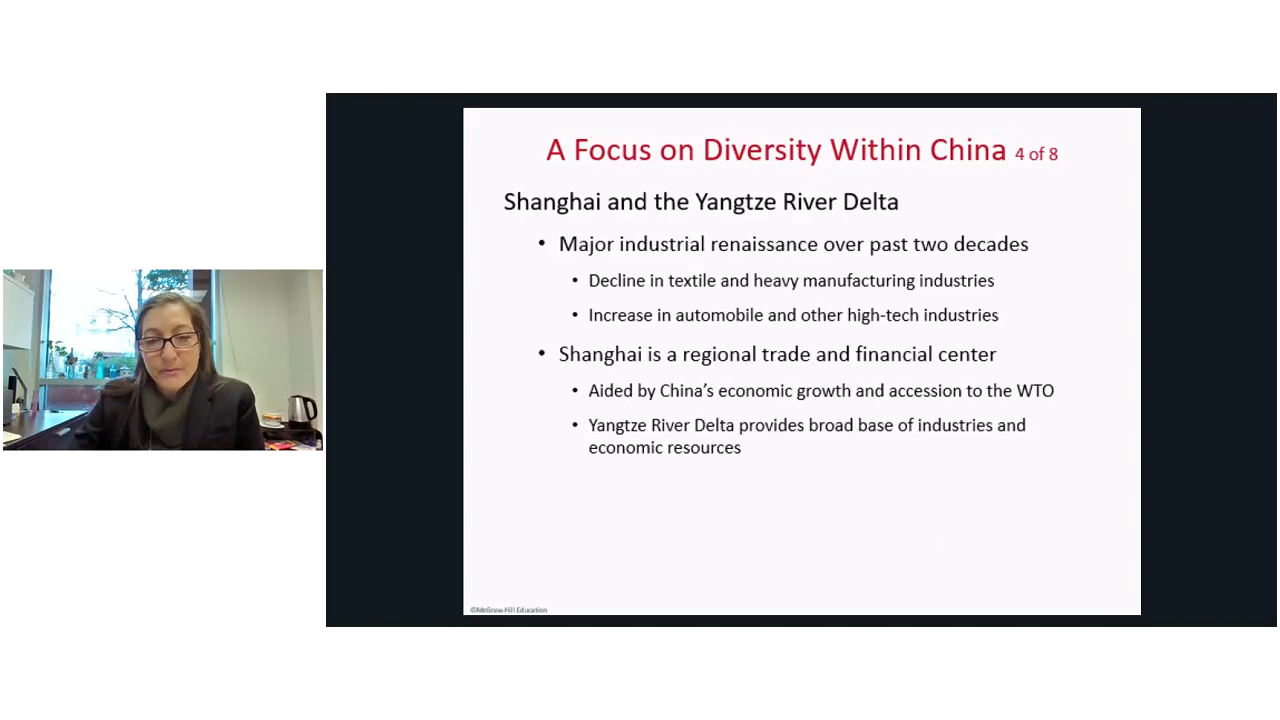 A Focus on Diversity Within China 4 of 8
Shanghai and the Yangtze River Delta
• Major industrial renaissance over past two decades
• Decline in textile and heavy manufacturing industries
• Increase in automobile and other high-tech industries
• Shanghai is a regional trade and financial center
• Aided by China’s economic growth and accession to the WTO
• Yangtze River Delta provides broad base of industries and
economic resources
©McGraw-Hill Education